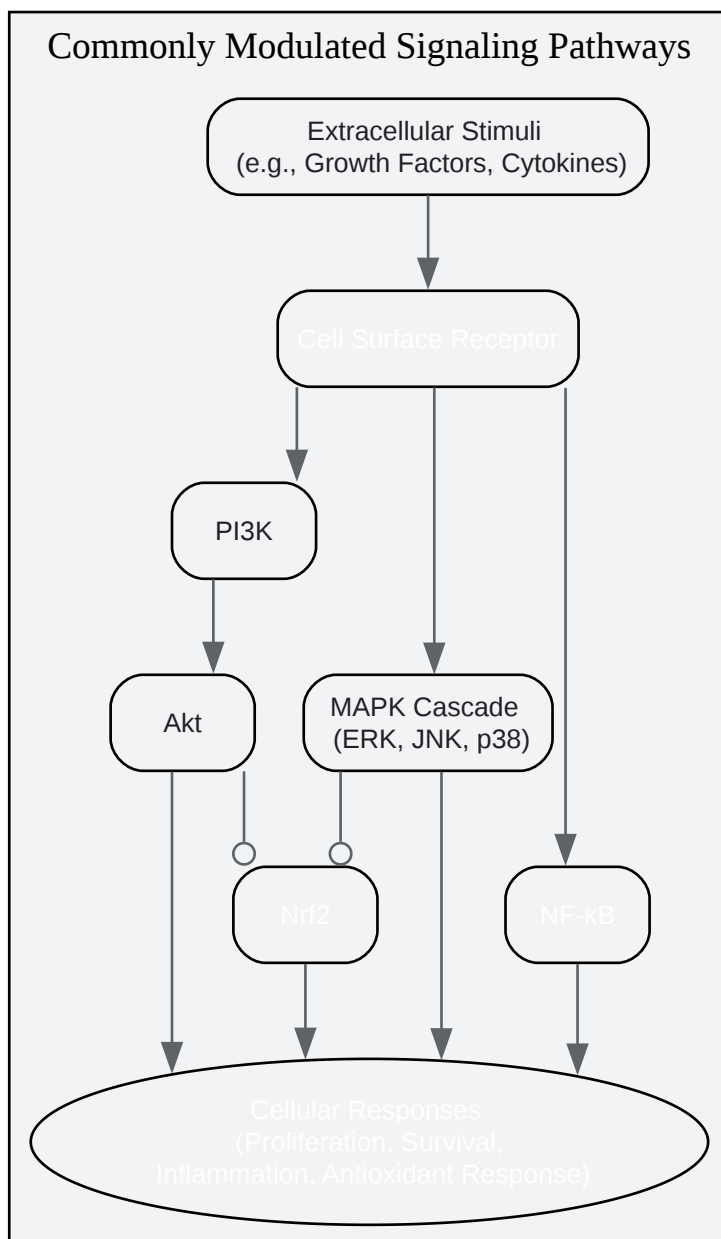 Commonly Modulated Signaling Pathways
Extracellular Stimuli
(e.g., Growth Factors, Cytokines)
Cell Surface Receptor
PI3K
Akt
MAPK Cascade
(ERK, JNK, p38)
Nrf2
NF-κB
Cellular Responses
(Proliferation, Survival,
Inflammation, Antioxidant Response)